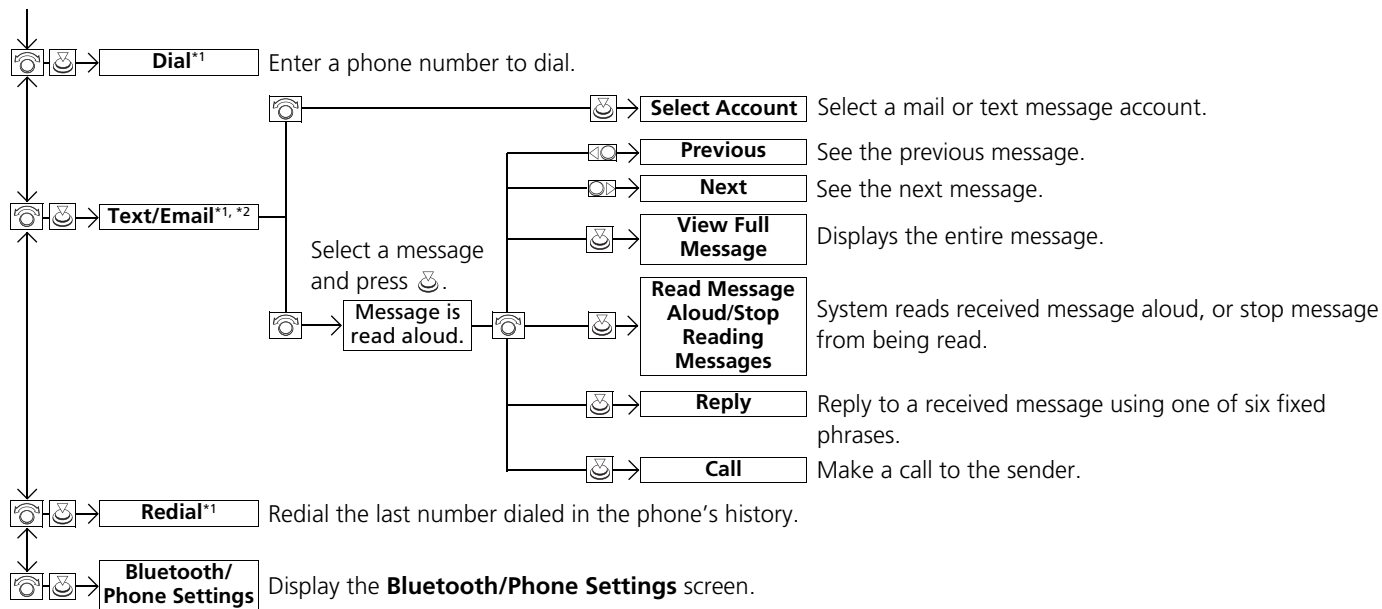 Dial*1
Enter a phone number to dial.
Select Account
Select a mail or text message account.
Previous
See the previous message.
Next
See the next message.
Text/Email*1, *2
View Full
Message
Displays the entire message.
Select a message
and press
.
Message is
read aloud.
Read Message
Aloud/Stop
Reading
Messages
System reads received message aloud, or stop message
from being read.
Reply
Reply to a received message using one of six fixed
phrases.
Call
Make a call to the sender.
Redial*1
Redial the last number dialed in the phone’s history.
Bluetooth/
Phone Settings
Display the Bluetooth/Phone Settings screen.